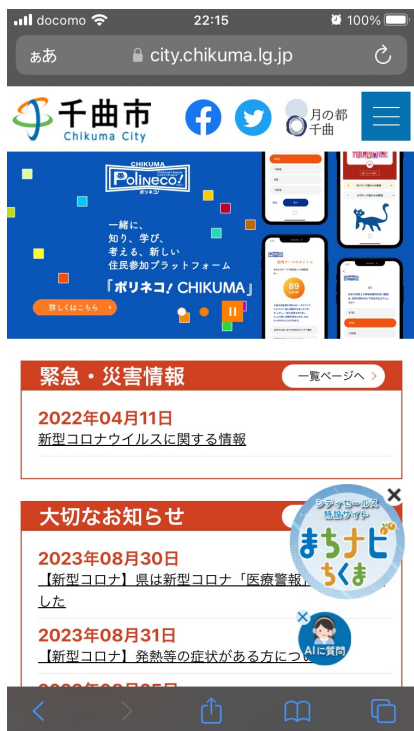 docomo
22:15
100%
ああ
city.chikuma.lg.jp
千曲市
Chikuma City
月の都
千曲
CHIKUMA
Polineco!
ポリネコ!
一緒に、
知り、学び、
考える、新しい
住民参加プラットフォーム
「ポリネコ! CHIKUMA」
詳しくはこちら
89
緊急・災害情報
一覧ページへ
2022年04月11日
新型コロナウイルスに関する情報
大切なお知らせ
2023年08月30日
【新型コロナ】県は新型コロナ「医療警報」
した
2023年08月31日
【新型コロナ】発熱等の症状がある方につ
シティセールス
特設サイト
まちナビ
ちくま
AIに質問